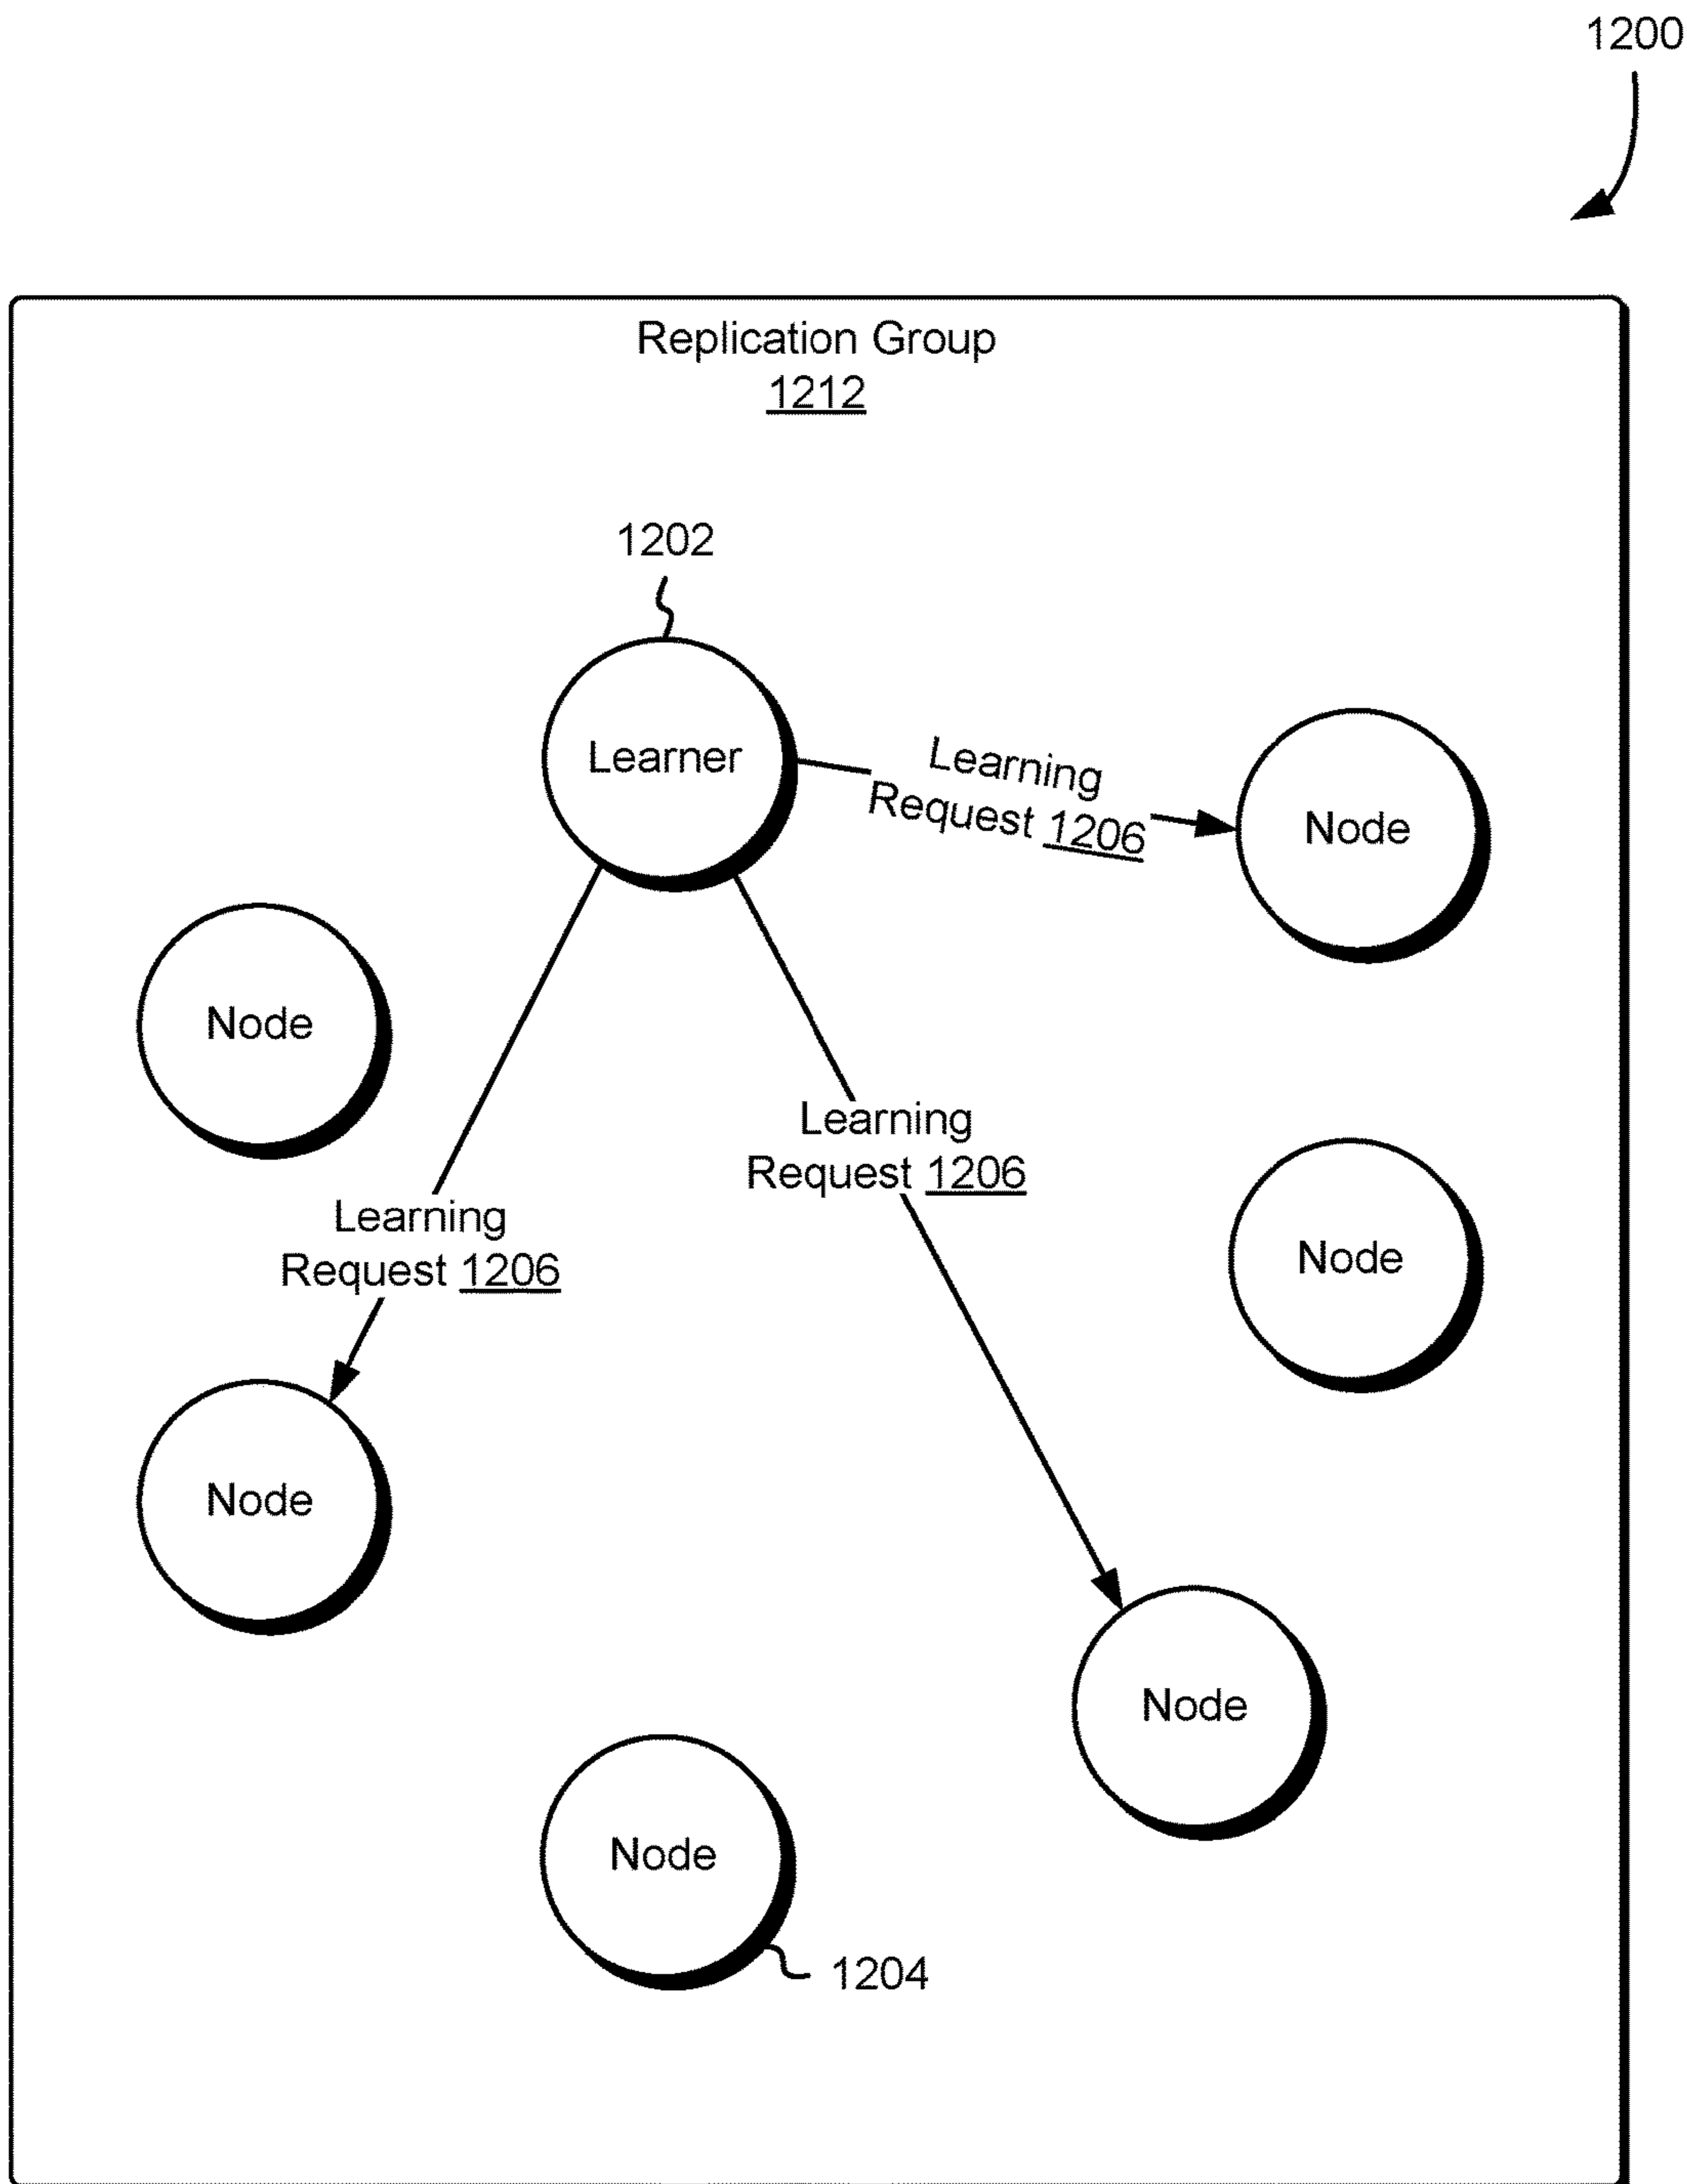 1200
Replication Group
1212
1202
Learner
Learning
Request 1206
Node
Node
Learning
Request 1206
Learning
Request 1206
Node
Node
Node
Node
1204